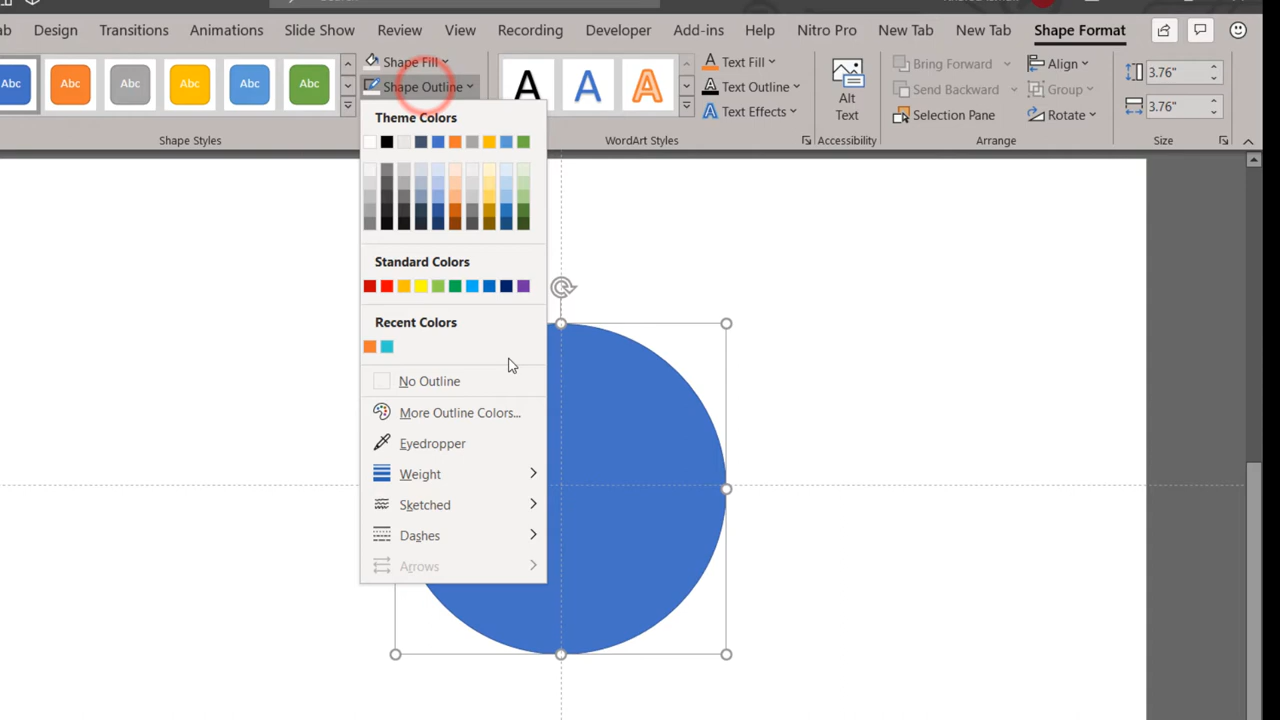 Design Transitions Animations Slide Show Review View Recording Developer Add-ins Help Nitro Pro New Tab New Tab Shape Format
Abc Abc Abc Abc Abc Abc
Shape Fill
Shape Outline
A A A
Text Fill
Text Outline
Text Effects
Alt
Text
Bring Forward
Send Backward
Selection Pane
Align
Group
Rotate
3.76"
3.76"
Shape Styles
WordArt Styles
Accessibility
Arrange
Size
Theme Colors
Standard Colors
Recent Colors
No Outline
More Outline Colors...
Eyedropper
Weight
Sketched
Dashes
Arrows